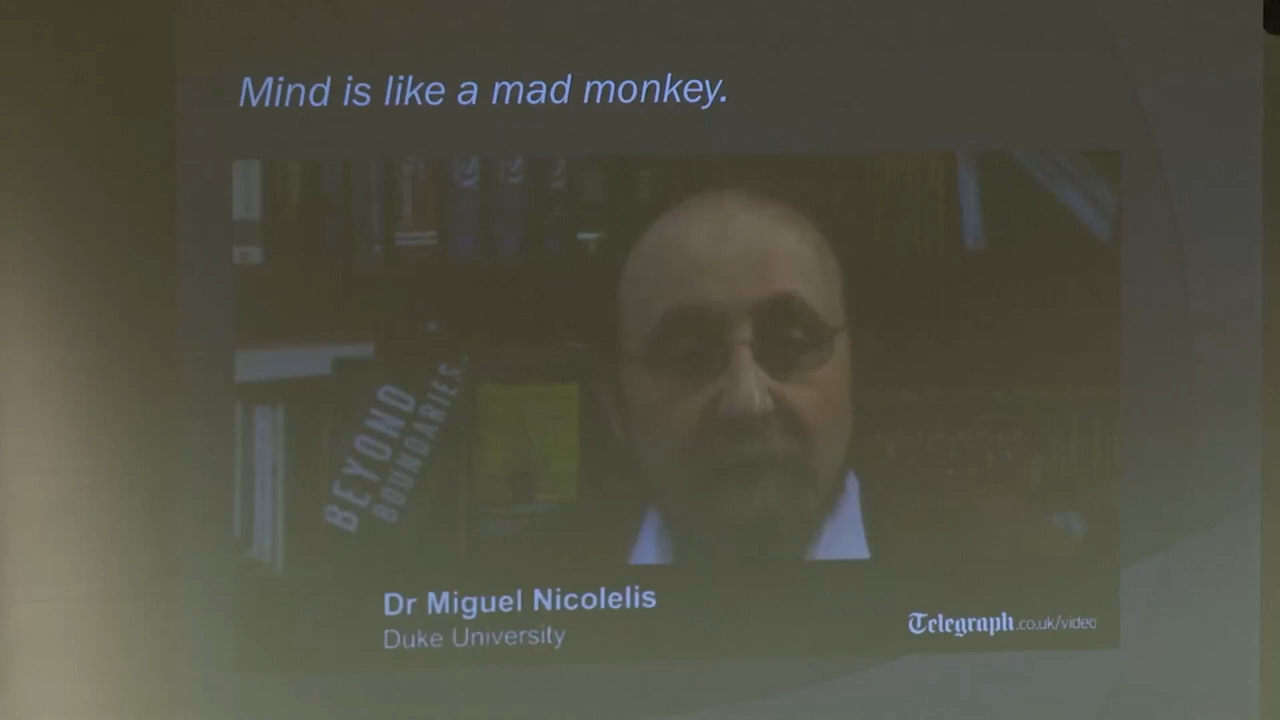 Mind is like a mad monkey.
BEYOND
BOUNDARIES
Dr Miguel Nicolelis
Duke University
Telegraph.co.uk/video